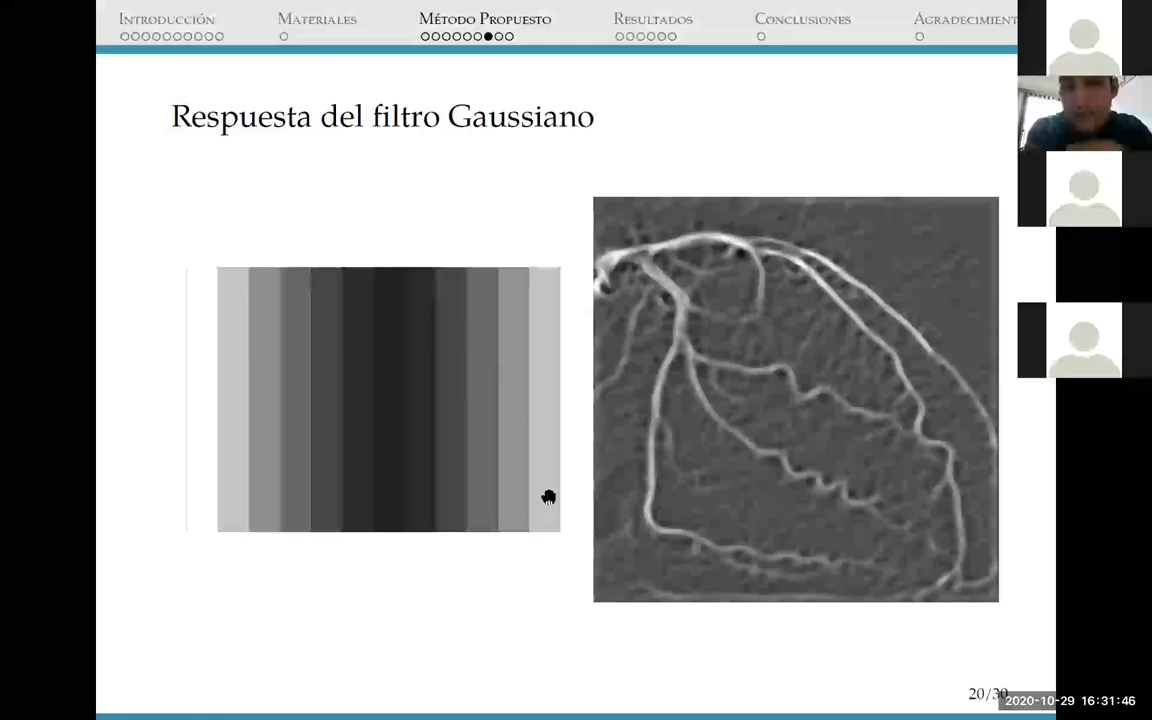 INTRODUCCIÓN MATERIALES MÉTODO PROPUESTO RESULTADOS CONCLUSIONES AGRADECIMIENT
Respuesta del filtro Gaussiano
20/30
2020-10-29 16:31:46